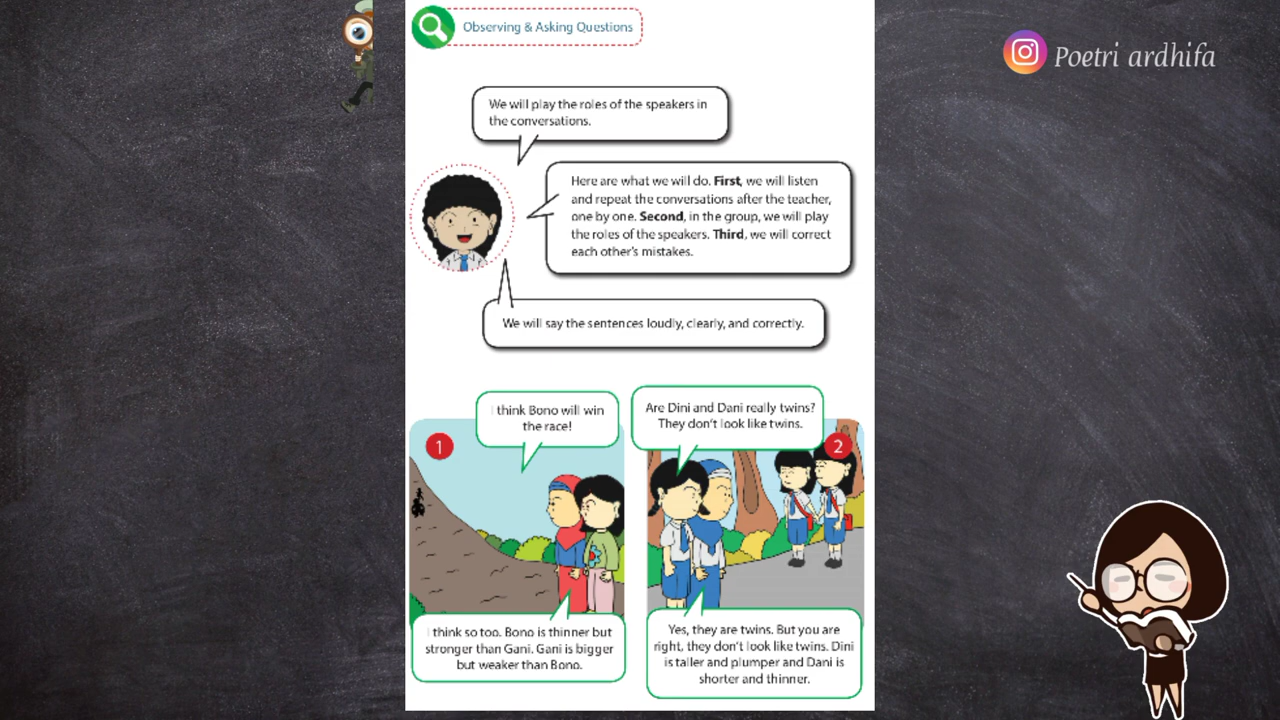 Observing & Asking Questions
Poetri ardhifa
We will play the roles of the speakers in
the conversations.
Here are what we will do. First, we will listen
and repeat the conversations after the teacher,
one by one. Second, in the group, we will play
the roles of the speakers. Third, we will correct
each other's mistakes.
We will say the sentences loudly, clearly, and correctly.
1
I think Bono will win
the race!
I think so too. Bono is thinner but
stronger than Gani. Gani is bigger
but weaker than Bono.
2
Are Dini and Dani really twins?
They don't look like twins.
Yes, they are twins. But you are
right, they don't look like twins. Dini
is taller and plumper and Dani is
shorter and thinner.